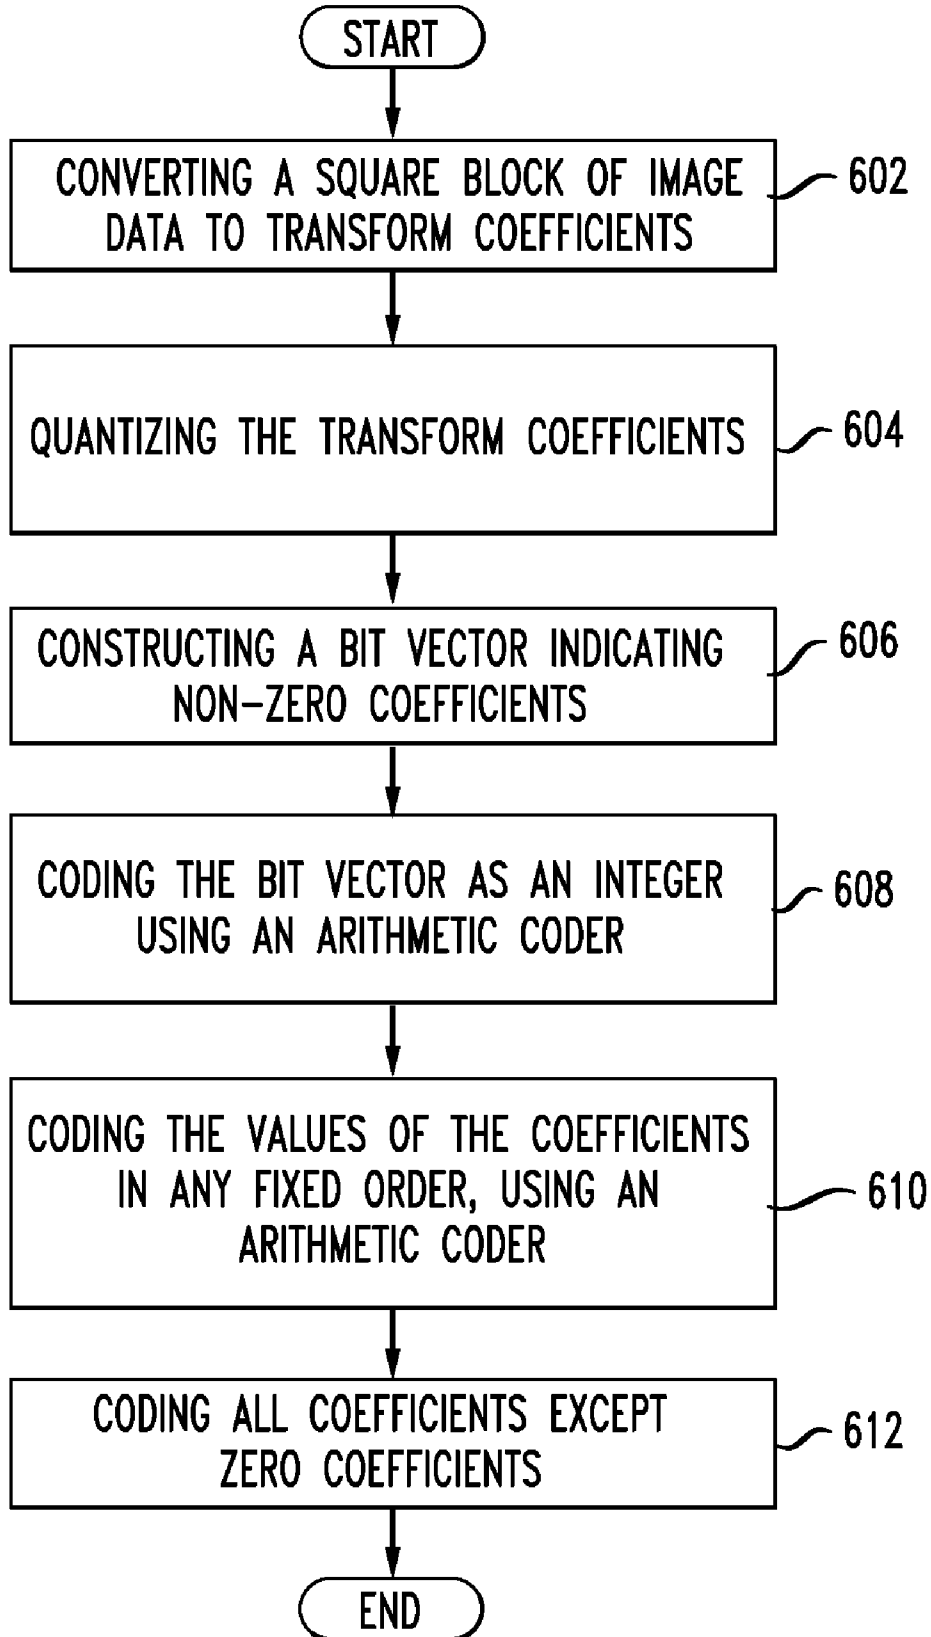 START
CONVERTING A SQUARE BLOCK OF IMAGE
DATA TO TRANSFORM COEFFICIENTS
602
QUANTIZING THE TRANSFORM COEFFICIENTS
604
CONSTRUCTING A BIT VECTOR INDICATING
NON-ZERO COEFFICIENTS
606
CODING THE BIT VECTOR AS AN INTEGER
USING AN ARITHMETIC CODER
608
CODING THE VALUES OF THE COEFFICIENTS
IN ANY FIXED ORDER, USING AN
ARITHMETIC CODER
610
CODING ALL COEFFICIENTS EXCEPT
ZERO COEFFICIENTS
612
END